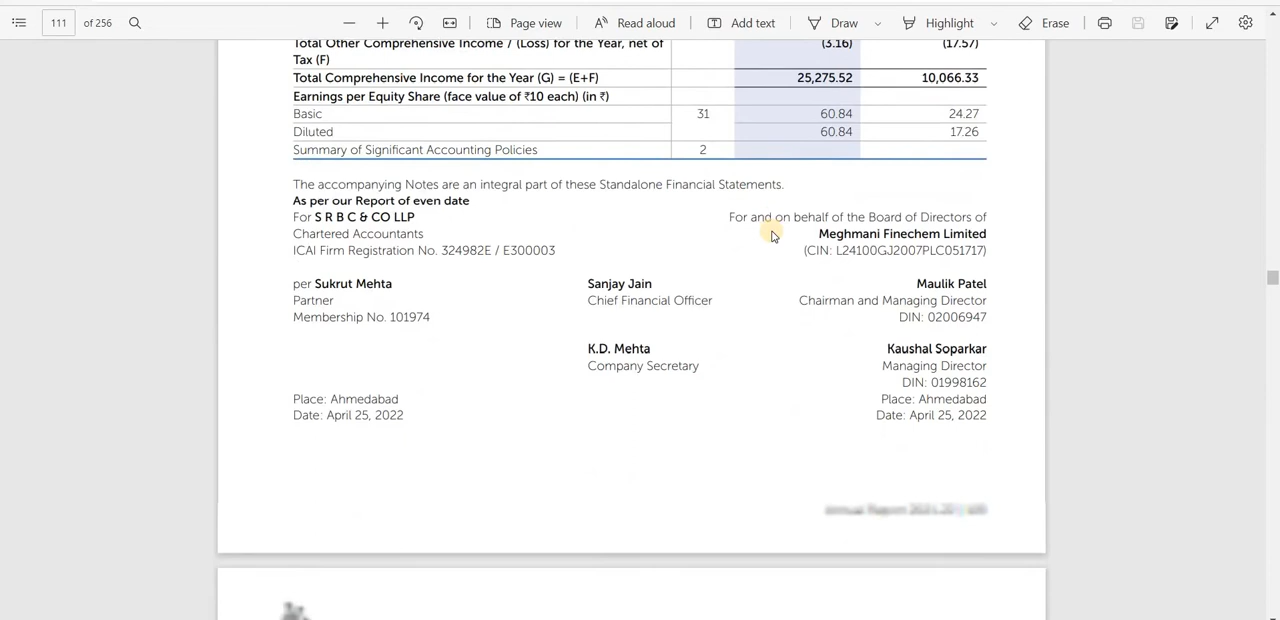 111 of 256 Page view Read aloud Add text Draw Highlight Erase
Total Other Comprehensive Income / (Loss) for the Year, net of (3.16) (17.57)
Tax (F)
Total Comprehensive Income for the Year (G) = (E+F) 25,275.52 10,066.33
Earnings per Equity Share (face value of ₹10 each) (in ₹)
Basic 31 60.84 24.27
Diluted 60.84 17.26
Summary of Significant Accounting Policies 2
The accompanying Notes are an integral part of these Standalone Financial Statements.
As per our Report of even date
For S R B C & CO LLP For and on behalf of the Board of Directors of
Chartered Accountants Meghmani Finechem Limited
ICAI Firm Registration No. 324982E / E300003 (CIN: L24100GJ2007PLC051717)
per Sukrut Mehta Sanjay Jain Maulik Patel
Partner Chief Financial Officer Chairman and Managing Director
Membership No. 101974 DIN: 02006947
K.D. Mehta Kaushal Soparkar
Company Secretary Managing Director
DIN: 01998162
Place: Ahmedabad Place: Ahmedabad
Date: April 25, 2022 Date: April 25, 2022